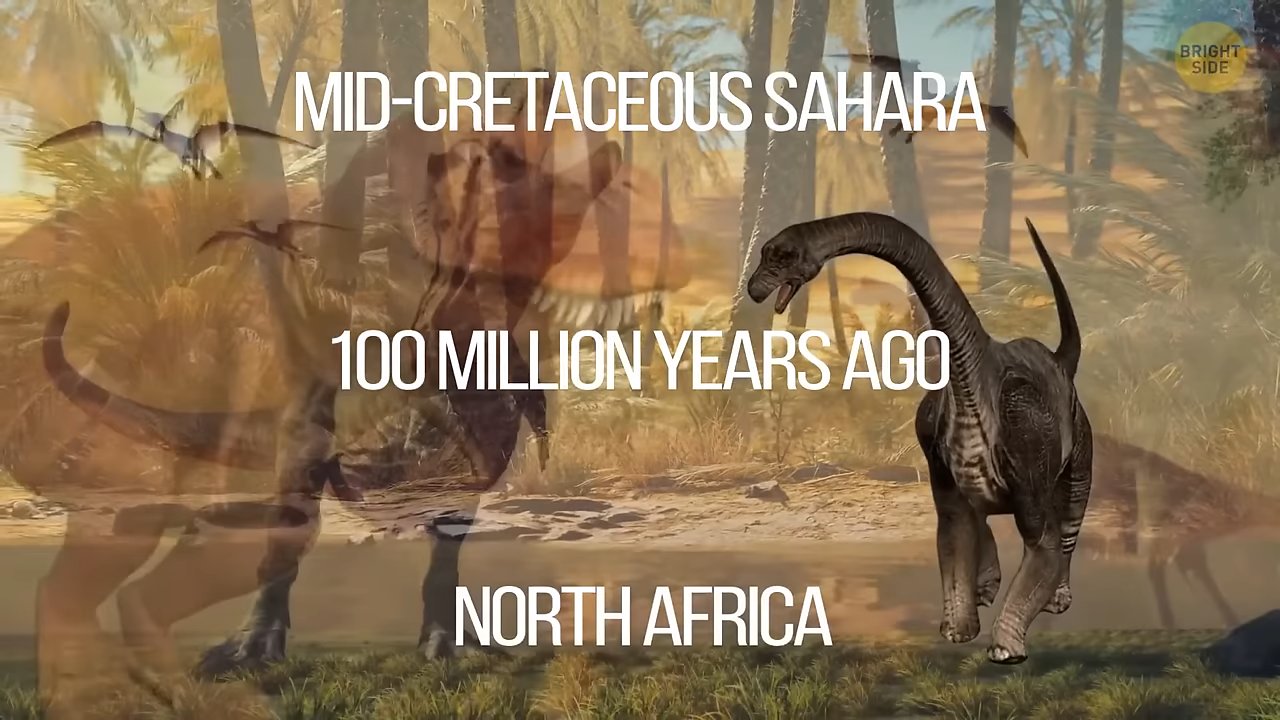 BRIGHT
SIDE
MID-CRETACEOUS SAHARA
100 MILLION YEARS AGO
NORTH AFRICA